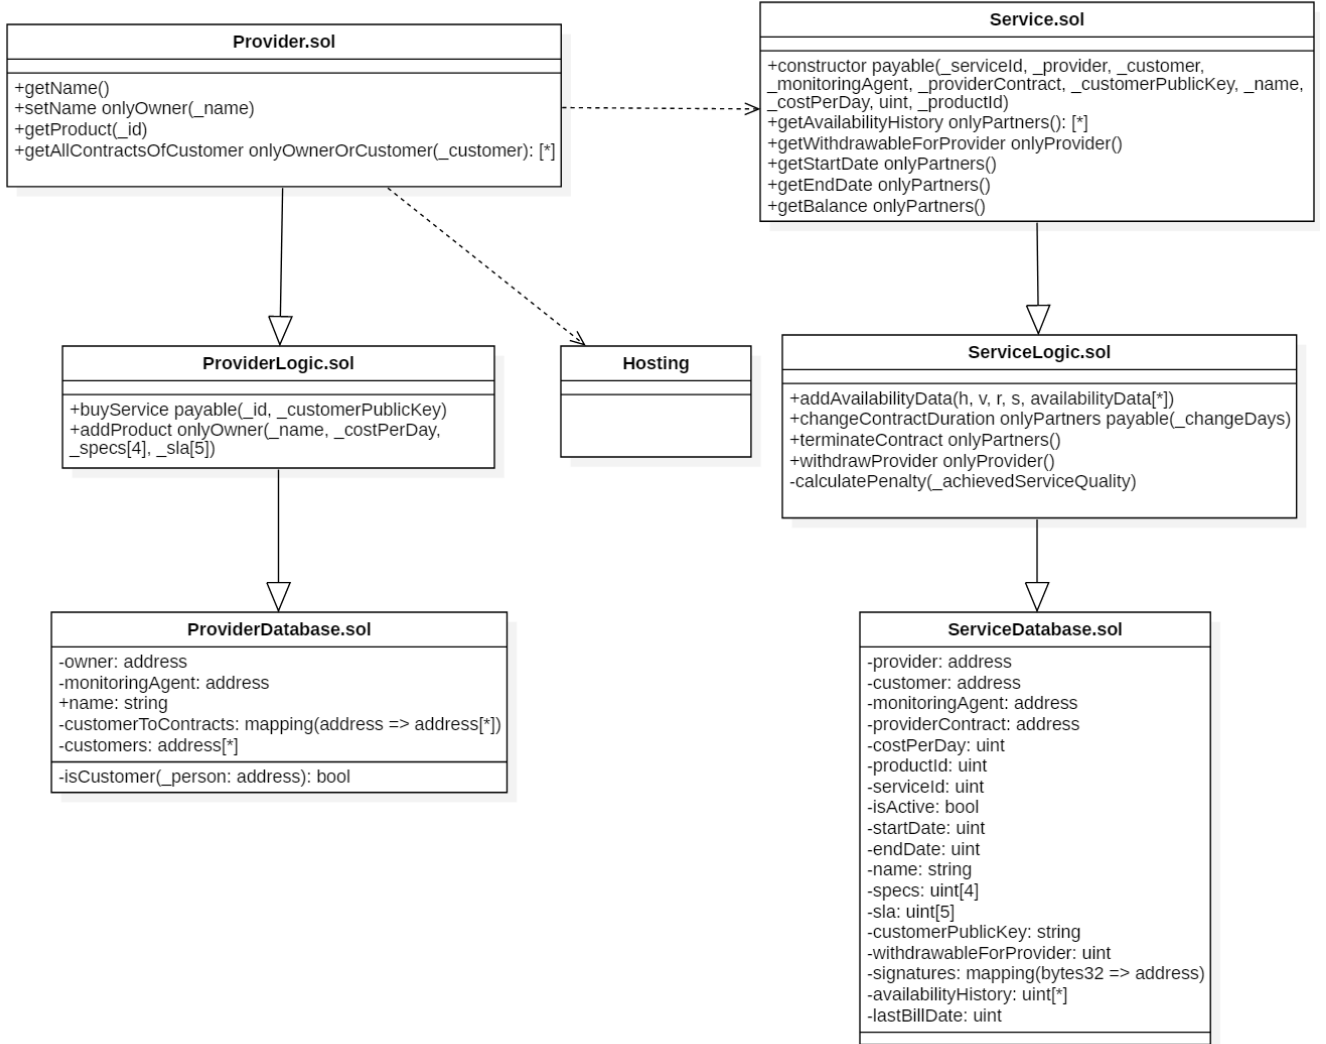 Provider.sol
+getName()
+setName onlyOwner(_name)
+getProduct(_id)
+getAllContractsOfCustomer onlyOwnerOrCustomer(_customer): [*]
Service.sol
+constructor payable(_serviceId, _provider, _customer,
_monitoringAgent, _providerContract, _customerPublicKey, _name,
_costPerDay, uint, _productId)
+getAvailabilityHistory onlyPartners(): [*]
+getWithdrawableForProvider onlyProvider()
+getStartDate onlyPartners()
+getEndDate onlyPartners()
+getBalance onlyPartners()
ProviderLogic.sol
+buyService payable(_id, _customerPublicKey)
+addProduct onlyOwner(_name, _costPerDay,
_specs[4], _sla[5])
Hosting
ServiceLogic.sol
+addAvailabilityData(h, v, r, s, availabilityData[*])
+changeContractDuration onlyPartners payable(_changeDays)
+terminateContract onlyPartners()
+withdrawProvider onlyProvider()
-calculatePenalty(_achievedServiceQuality)
ProviderDatabase.sol
-owner: address
-monitoringAgent: address
+name: string
-customerToContracts: mapping(address => address[*])
-customers: address[*]
-isCustomer(_person: address): bool
ServiceDatabase.sol
-provider: address
-customer: address
-monitoringAgent: address
-providerContract: address
-costPerDay: uint
-productId: uint
-serviceId: uint
-isActive: bool
-startDate: uint
-endDate: uint
-name: string
-specs: uint[4]
-sla: uint[5]
-customerPublicKey: string
-withdrawableForProvider: uint
-signatures: mapping(bytes32 => address)
-availabilityHistory: uint[*]
-lastBillDate: uint